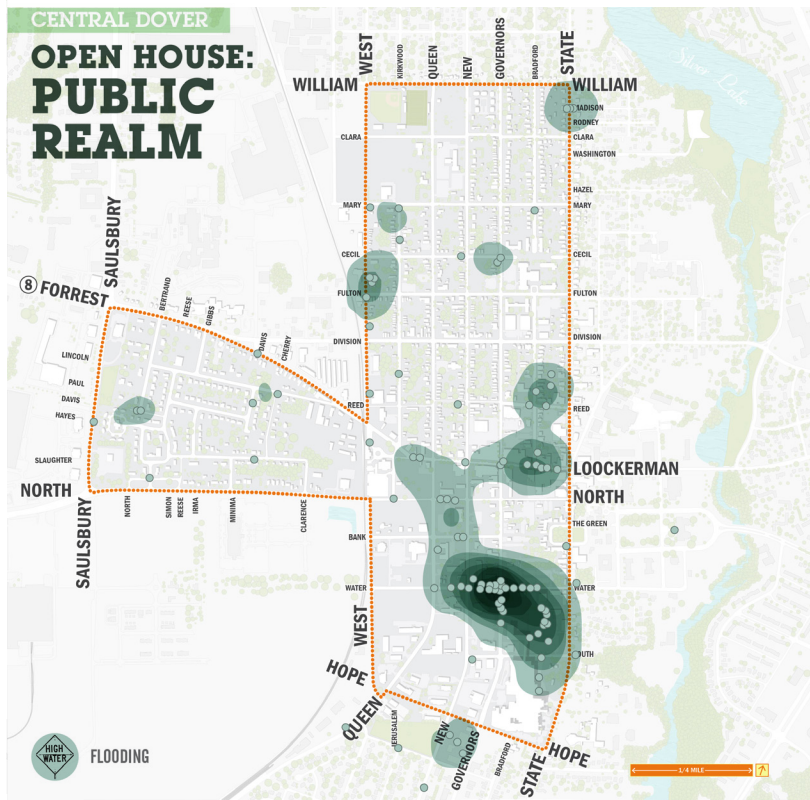 CENTRAL DOVER
OPEN HOUSE:
PUBLIC
REALM
WEST
KIRKWOOD
QUEEN
NEW
GOVERNORS
BRADFORD
STATE
WILLIAM
WILLIAM
MADISON
RODNEY
CLARA
CLARA
WASHINGTON
HAZEL
MARY
MARY
CECIL
CECIL
FULTON
FULTON
DIVISION
DIVISION
REED
REED
SAULSBURY
8 FORREST
BERTRAND
REESE
GIBBS
DAVIS
CHERRY
LINCOLN
PAUL
DAVIS
HAYES
SLAUGHTER
NORTH
SAULSBURY
NORTH
SIMON
REESE
IRMA
MINIMA
CLARENCE
LOOCKERMAN
NORTH
THE GREEN
BANK
WATER
WATER
WEST
HOPE
QUEEN
JERUSALEM
NEW
GOVERNORS
BRADFORD
STATE
HOPE
HIGH
WATER
FLOODING
1/4 MILE